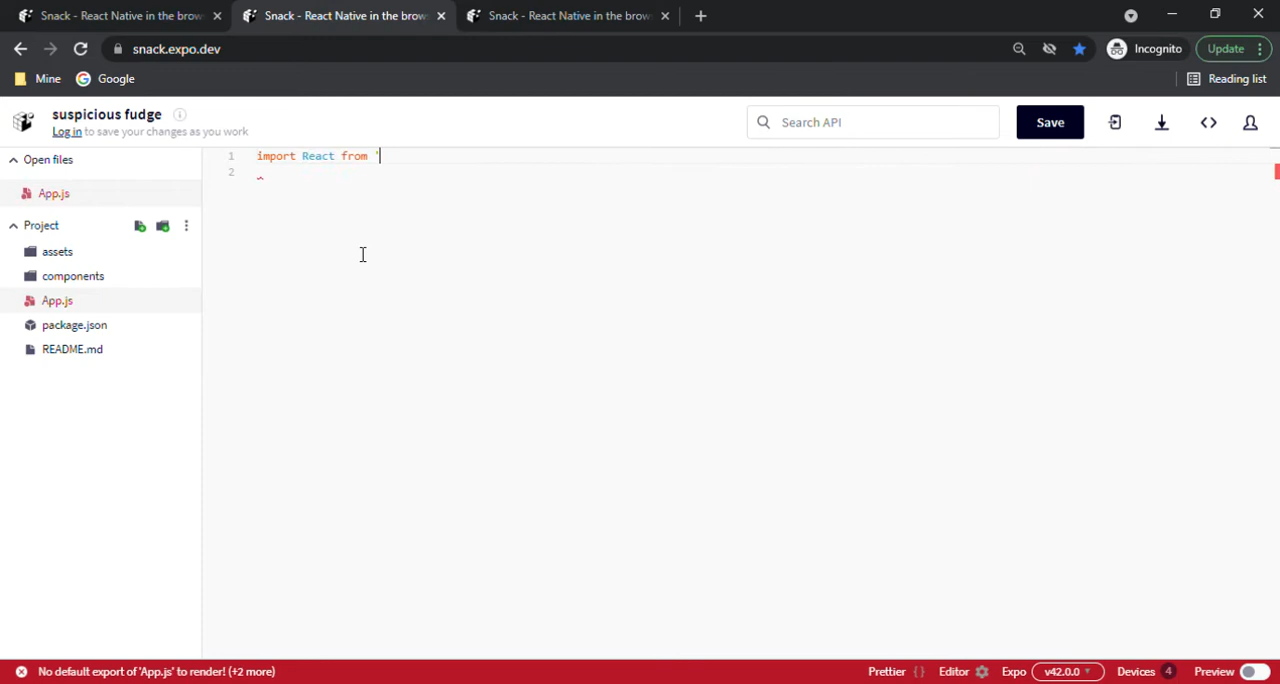 Snack - React Native in the brow
Snack - React Native in the brow
Snack - React Native in the brow
snack.expo.dev
Incognito
Update
Mine
Google
Reading list
suspicious fudge
Log in to save your changes as you work
Search API
Save
Open files
App.js
Project
assets
components
App.js
package.json
README.md
1 import React from '
2
No default export of 'App.js' to render! (+2 more)
Prettier {}
Editor
Expo v42.0.0
Devices 4
Preview